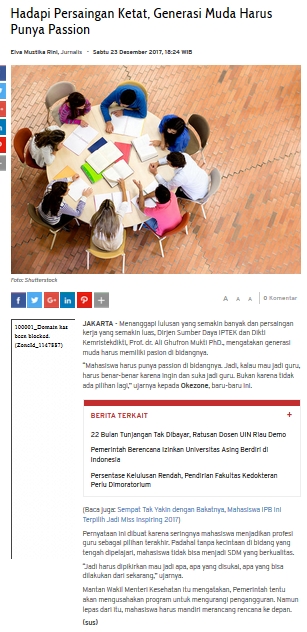 Hadapi Persaingan Ketat, Generasi Muda Harus
Punya Passion
Elva Mustika Rini, Jurnalis - Sabtu 23 Desember 2017, 18:24 WIB
Foto: Shutterstock
A A A 0 Komentar
100001_Domain has
been blocked.
(ZoneId_1147557)
JAKARTA - Menanggapi lulusan yang semakin banyak dan persaingan
kerja yang semakin luas, Dirjen Sumber Daya IPTEK dan Dikti
Kemristekdikti, Prof. dr. Ali Ghufron Mukti PhD., mengatakan generasi
muda harus memiliki pasion di bidangnya.
"Mahasiswa harus punya passion di bidangnya. Jadi, kalau mau jadi guru,
harus benar-benar karena ingin dan suka jadi guru. Bukan karena tidak
ada pilihan lagi," ujarnya kepada Okezone, baru-baru ini.
BERITA TERKAIT +
22 Bulan Tunjangan Tak Dibayar, Ratusan Dosen UIN Riau Demo
Pemerintah Berencana Izinkan Universitas Asing Berdiri di
Indonesia
Persentase Kelulusan Rendah, Pendirian Fakultas Kedokteran
Perlu Dimoratorium
(Baca juga: Sempat Tak Yakin dengan Bakatnya, Mahasiswa IPB Ini
Terpilih Jadi Miss Inspiring 2017)
Pernyataan ini dibuat karena seringnya mahasiswa menjadikan profesi
guru sebagai pilihan terakhir. Padahal tanpa kecintaan di bidang yang
tengah dipelajari, mahasiswa tidak bisa menjadi SDM yang berkualitas.
"Jadi harus dipikirkan mau jadi apa, apa yang disukai, apa yang bisa
dilakukan dari sekarang," ujarnya.
Mantan Wakil Menteri Kesehatan itu mengatakan, Pemerintah tentu
akan mengusahakan program untuk mengurangi pengangguran. Namun
lepas dari itu, mahasiswa harus mandiri merancang rencana ke depan.
(sus)